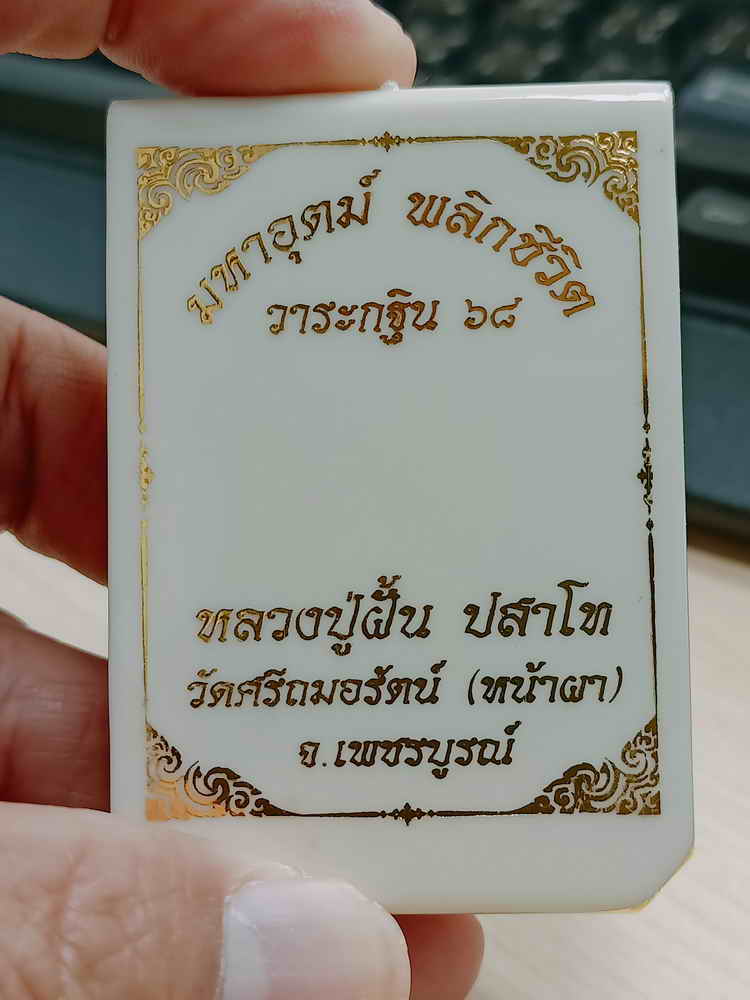 มหาอุตม์ พลิกชีวิต
วาระกฐิน ๖๘
หลวงปู่ฝั้น ปสาโท
วัดศรีถมอรัตน์ (หน้าผา)
จ.เพชรบูรณ์